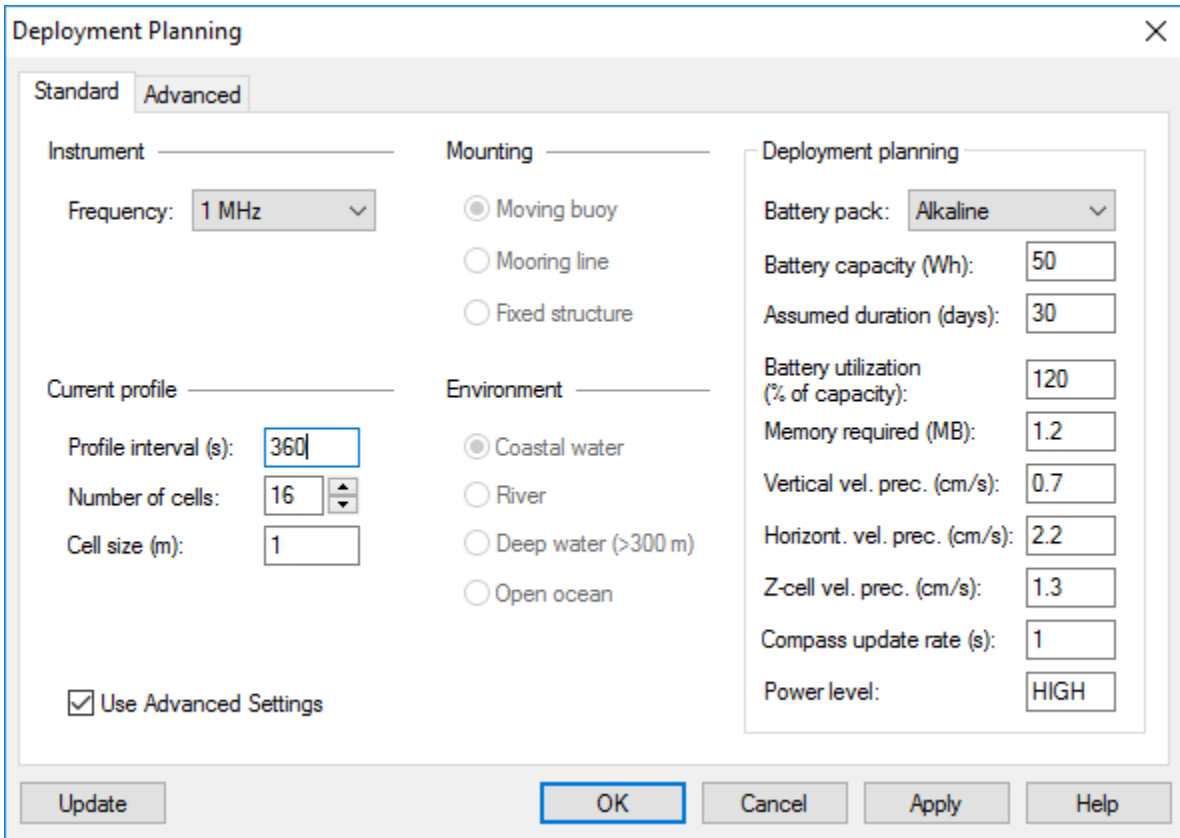 Deployment Planning
Standard
Advanced
Instrument
Frequency: 1 MHz
Current profile
Profile interval (s): 360
Number of cells: 16
Cell size (m): 1
Use Advanced Settings
Mounting
Moving buoy
Mooring line
Fixed structure
Environment
Coastal water
River
Deep water (>300 m)
Open ocean
Deployment planning
Battery pack: Alkaline
Battery capacity (Wh): 50
Assumed duration (days): 30
Battery utilization
(% of capacity): 120
Memory required (MB): 1.2
Vertical vel. prec. (cm/s): 0.7
Horizont. vel. prec. (cm/s): 2.2
Z-cell vel. prec. (cm/s): 1.3
Compass update rate (s): 1
Power level: HIGH
Update
OK
Cancel
Apply
Help